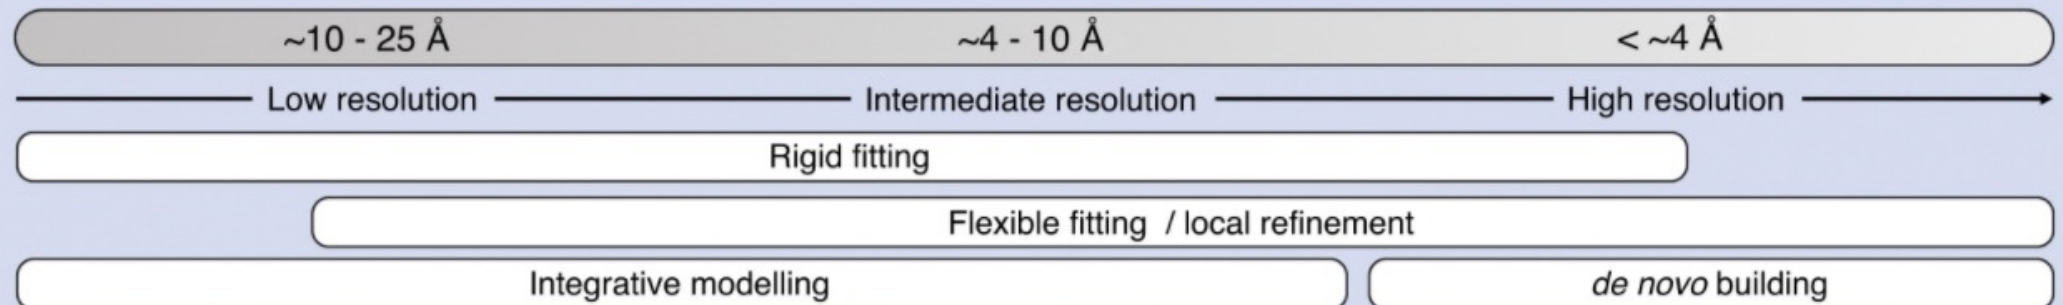 ~10 - 25 Å ~4 - 10 Å < ~4 Å
Low resolution Intermediate resolution High resolution
Rigid fitting
Flexible fitting / local refinement
Integrative modelling de novo building